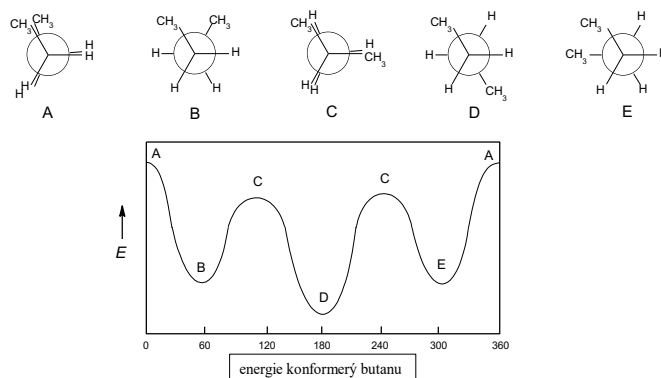 CH3 CH3 H H H H
CH3 CH3 H H H H
CH3 H H CH3 H H
CH3 H H H H CH3
CH3 H CH3 H H H
A B C D E
A A
C C
B E
D
E
0 60 120 180 240 300 360
energie konformerý butanu